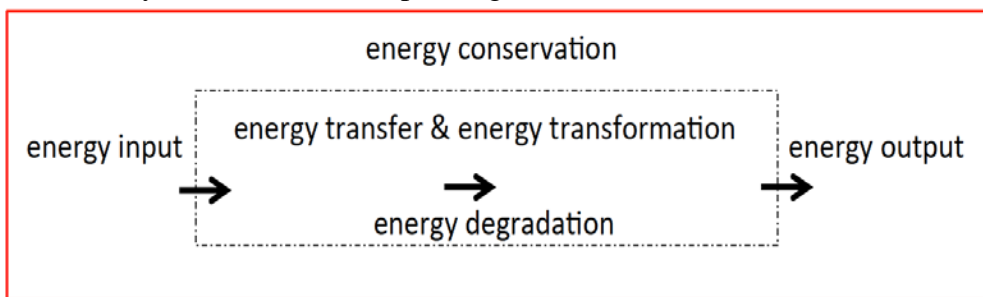 energy conservation
energy transfer & energy transformation
energy input
energy output
energy degradation